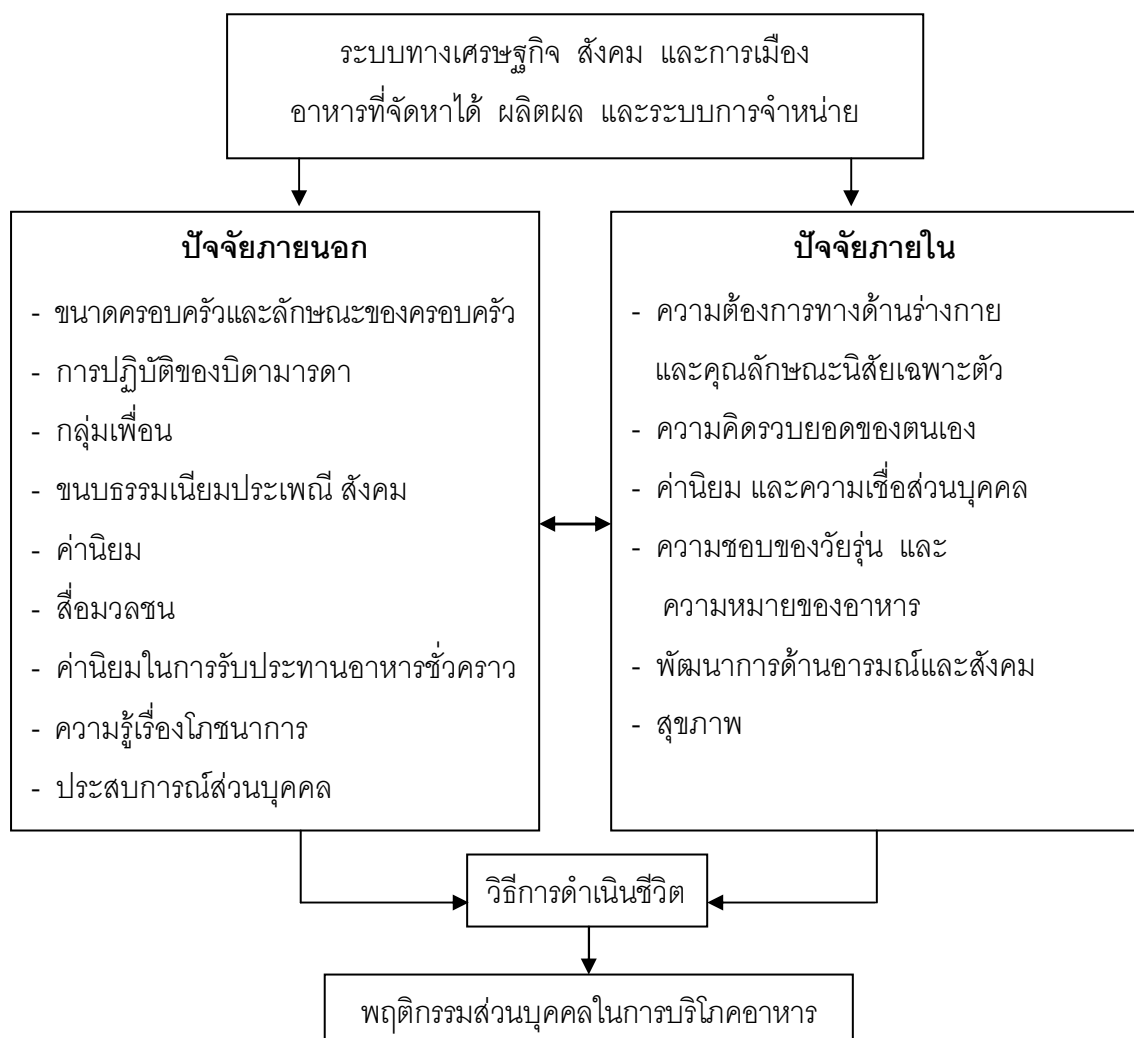 ระบบทางเศรษฐกิจ สังคม และการเมือง
อาหารที่จัดหาได้ ผลิตผล และระบบการจำหน่าย
ปัจจัยภายนอก
- ขนาดครอบครัวและลักษณะของครอบครัว
- การปฏิบัติของบิดามารดา
- กลุ่มเพื่อน
- ขนบธรรมเนียมประเพณี สังคม
- ค่านิยม
- สื่อมวลชน
- ค่านิยมในการรับประทานอาหารชั่วคราว
- ความรู้เรื่องโภชนาการ
- ประสบการณ์ส่วนบุคคล
ปัจจัยภายใน
- ความต้องการทางด้านร่างกาย
และคุณลักษณะนิสัยเฉพาะตัว
- ความคิดรวบยอดของตนเอง
- ค่านิยม และความเชื่อส่วนบุคคล
- ความชอบของวัยรุ่น และ
ความหมายของอาหาร
- พัฒนาการด้านอารมณ์และสังคม
- สุขภาพ
วิธีการดำเนินชีวิต
พฤติกรรมส่วนบุคคลในการบริโภคอาหาร